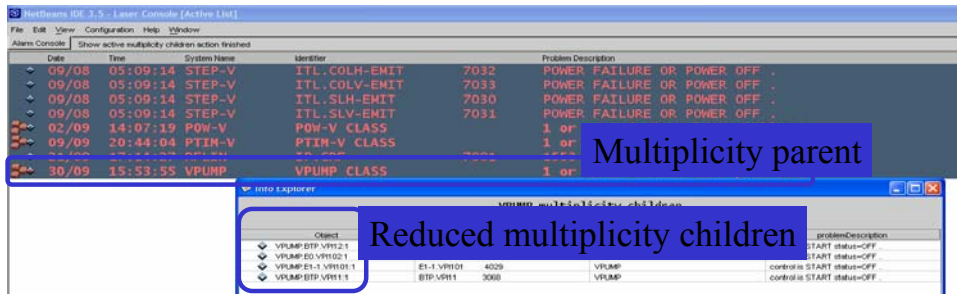 NetBeans IDE 3.5 - Laser Console [Active List]
File Edit View Configuration Help Window
Alarm Console Show active multiplicity children action finished
Date Time System Name Identifier Problem Description
09/08 05:09:14 STEP-V ITL.COLH-EMIT 7032 POWER FAILURE OR POWER OFF .
09/08 05:09:14 STEP-V ITL.COLV-EMIT 7033 POWER FAILURE OR POWER OFF .
09/08 05:09:14 STEP-V ITL.SLH-EMIT 7030 POWER FAILURE OR POWER OFF .
09/08 05:09:14 STEP-V ITL.SLV-EMIT 7031 POWER FAILURE OR POWER OFF .
02/09 14:07:19 POW-V POW-V CLASS 1 or
09/09 20:44:04 PTIM-V PTIM-V CLASS 1 or
Multiplicity parent
30/09 15:53:55 VPUMP VPUMP CLASS 1 or
Info Explorer
VPUMP multiplicity children
Reduced multiplicity children
Object problemDescription
VPUMP:BTP.VPI12:1 START status=OFF .
VPUMP:E0.VPI102:1 START status=OFF .
VPUMP:E1-1.VPI101:1 E1-1.VPI101 4029 VPUMP control is START status=OFF .
VPUMP:BTP.VPI11:1 BTP.VPI11 3060 VPUMP control is START status=OFF .